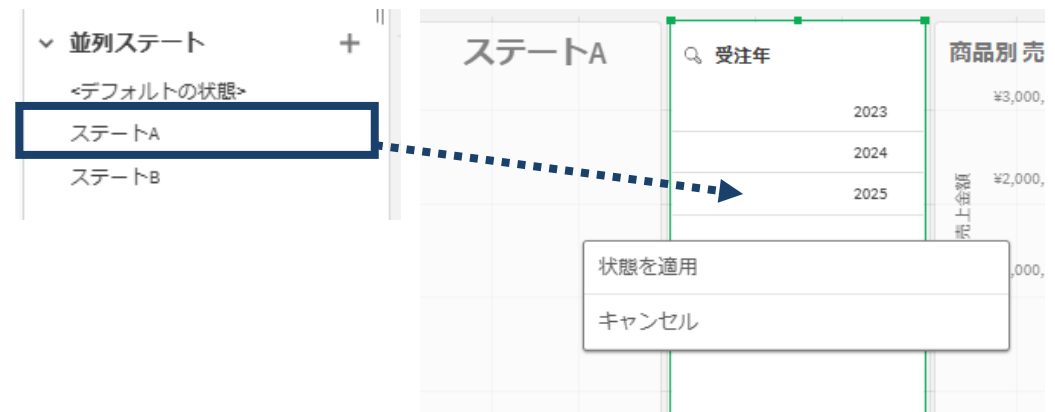 並列ステート
<デフォルトの状態>
ステートA
ステートB
ステートA
受注年
2023
2024
2025
状態を適用
キャンセル
商品別 売
¥3,000,
¥2,000,
,000,
売上金額